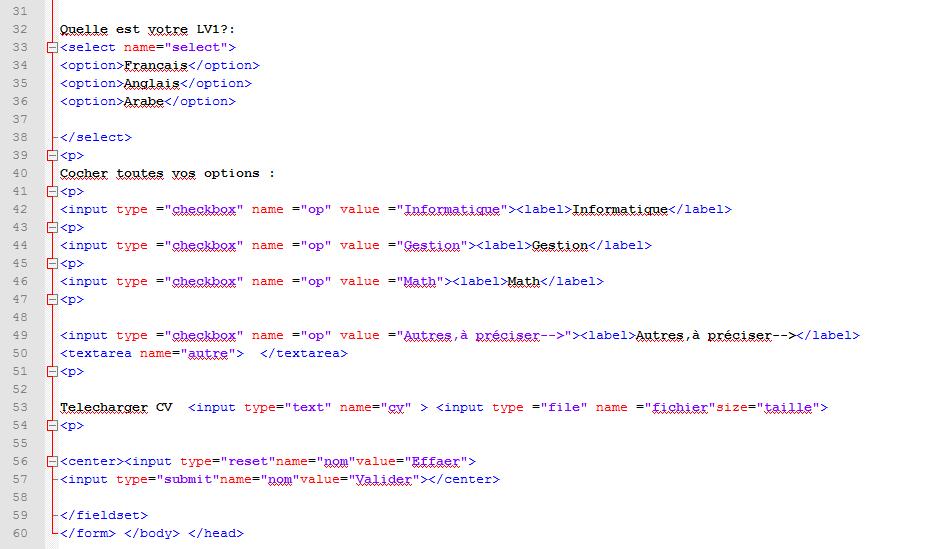 31
32 Quelle est votre LV1?:
33 <select name="select">
34 <option>Francais</option>
35 <option>Anglais</option>
36 <option>Arabe</option>
37
38 </select>
39 <p>
40 Cocher toutes vos options :
41 <p>
42 <input type ="checkbox" name ="op" value ="Informatique"><label>Informatique</label>
43 <p>
44 <input type ="checkbox" name ="op" value ="Gestion"><label>Gestion</label>
45 <p>
46 <input type ="checkbox" name ="op" value ="Math"><label>Math</label>
47 <p>
48
49 <input type ="checkbox" name ="op" value ="Autres,à préciser-->"><label>Autres,à préciser--></label>
50 <textarea name="autre">  </textarea>
51 <p>
52
53 Telecharger CV  <input type="text" name="cv" > <input type ="file" name ="fichier"size="taille">
54 <p>
55
56 <center><input type="reset"name="nom"value="Effaer">
57 <input type="submit"name="nom"value="Valider"></center>
58
59 </fieldset>
60 </form> </body> </head>